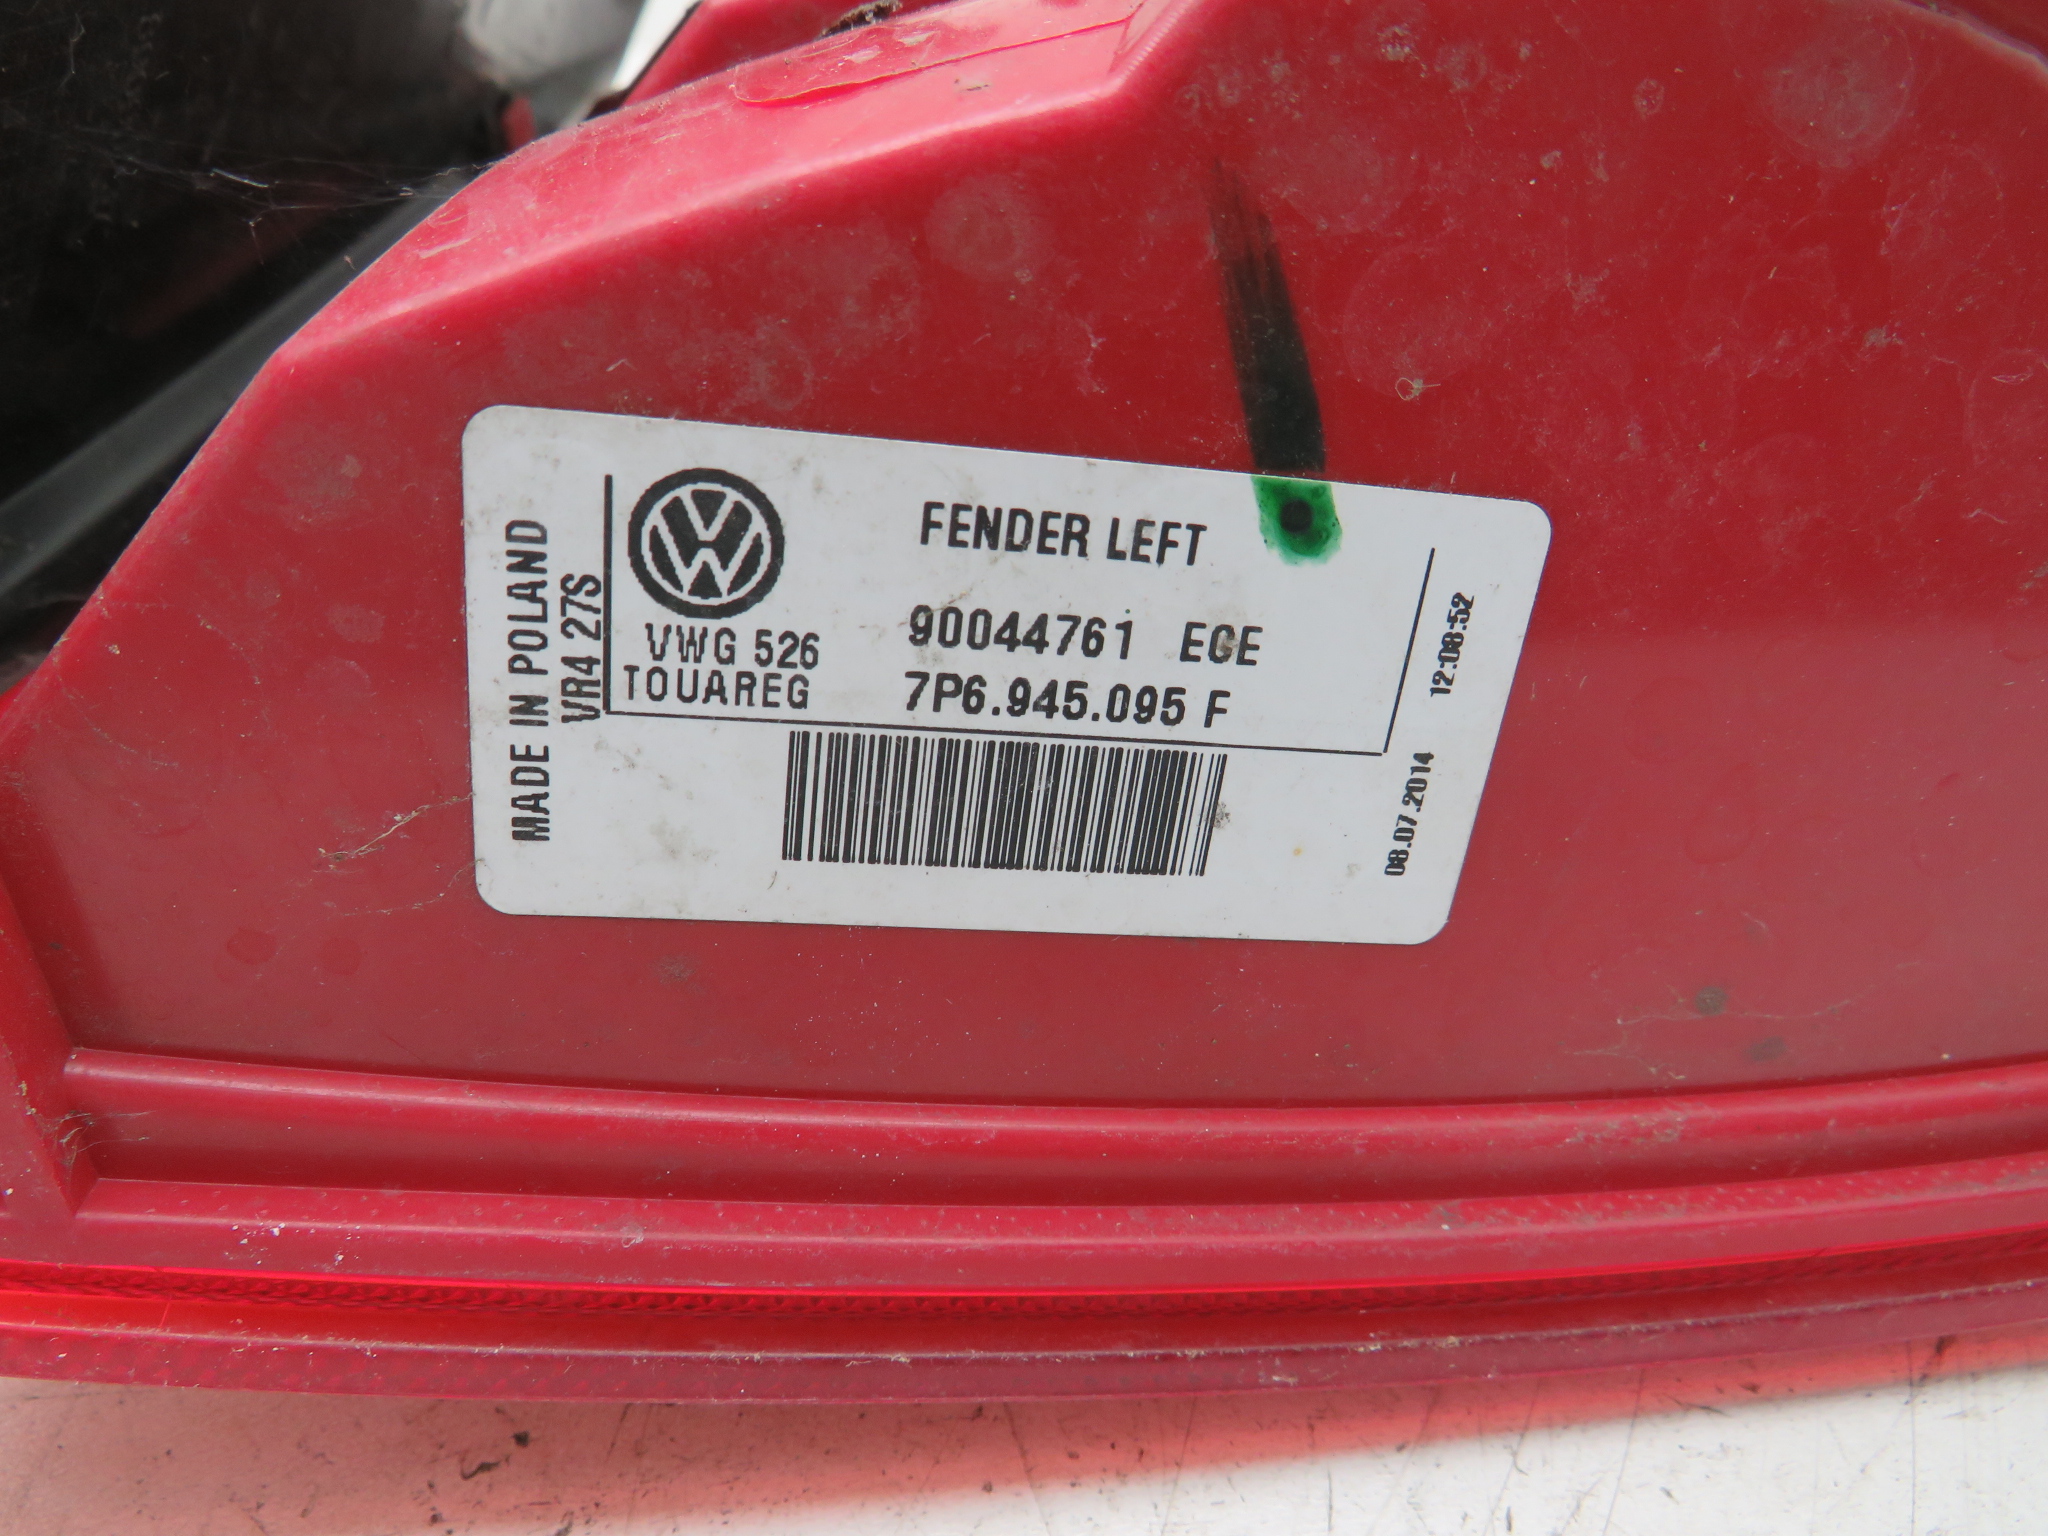 MADE IN POLAND
VR4 27S
VWG 526
TOUAREG
FENDER LEFT
90044761 ECE
7P6.945.095 F
08.07.2014 12:08:52